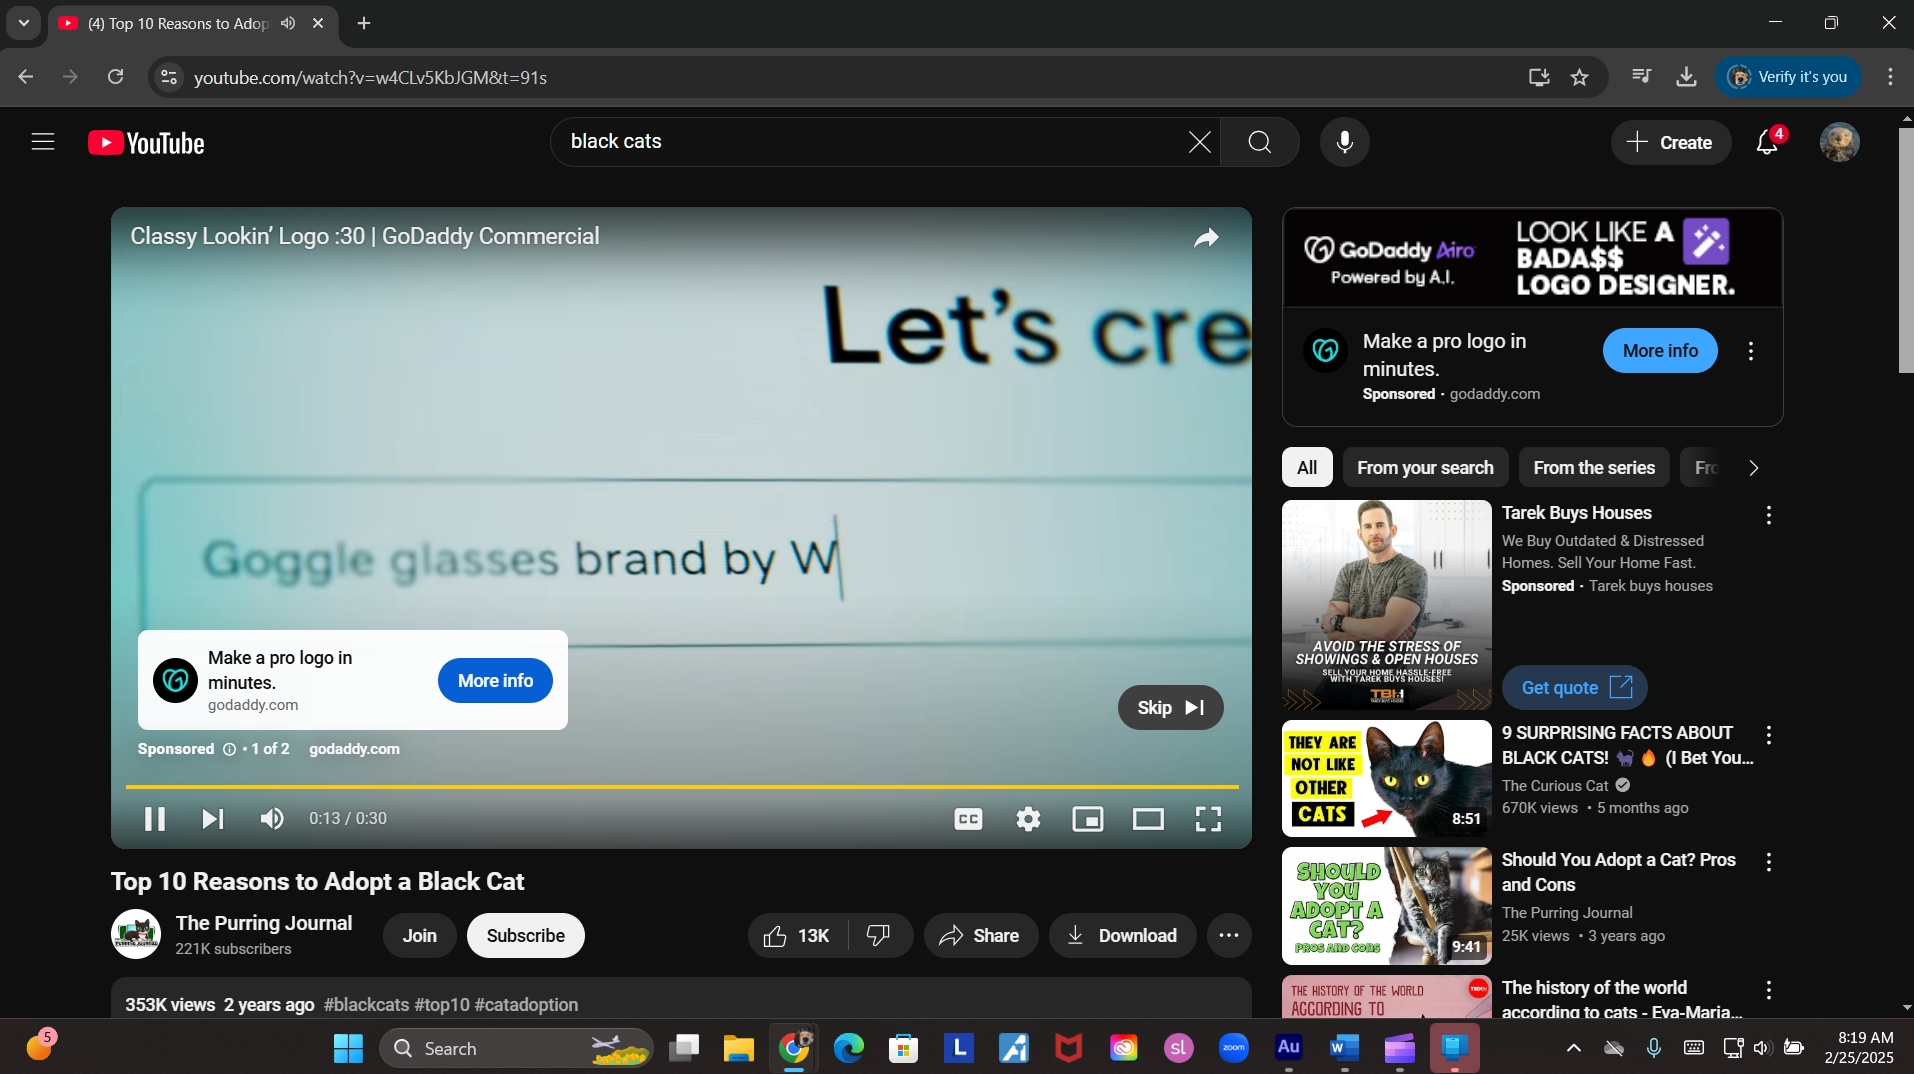 (4) Top 10 Reasons to Adop
youtube.com/watch?v=w4CLv5KbJGM&t=91s
Verify it's you
YouTube
black cats
Create
4
Classy Lookin’ Logo :30 | GoDaddy Commercial
Let’s cre
Goggle glasses brand by W
Make a pro logo in
minutes.
godaddy.com
More info
Skip
Sponsored • 1 of 2 godaddy.com
0:13 / 0:30
CC
Top 10 Reasons to Adopt a Black Cat
The Purring Journal
221K subscribers
Join
Subscribe
13K
Share
Download
353K views 2 years ago #blackcats #top10 #catadoption
GoDaddy Airo
Powered by A.I.
LOOK LIKE A
BADA$$
LOGO DESIGNER.
Make a pro logo in
minutes.
Sponsored · godaddy.com
More info
All
From your search
From the series
Fro
AVOID THE STRESS OF
SHOWINGS & OPEN HOUSES
SELL YOUR HOME HASSLE-FREE
WITH TAREK BUYS HOUSES!
TBH
TAREK BUYS HOUSES
Tarek Buys Houses
We Buy Outdated & Distressed
Homes. Sell Your Home Fast.
Sponsored · Tarek buys houses
Get quote
THEY ARE
NOT LIKE
OTHER
CATS
8:51
9 SURPRISING FACTS ABOUT
BLACK CATS! 🐈‍⬛ 🔥 (I Bet You...
The Curious Cat
670K views • 5 months ago
SHOULD
YOU
ADOPT A
CAT?
PROS AND CONS
9:41
Should You Adopt a Cat? Pros
and Cons
The Purring Journal
25K views • 3 years ago
THE HISTORY OF THE WORLD
ACCORDING TO
The history of the world
according to cats - Eva-Maria...
5
Search
L
sl
zoom
Au
W
8:19 AM
2/25/2025